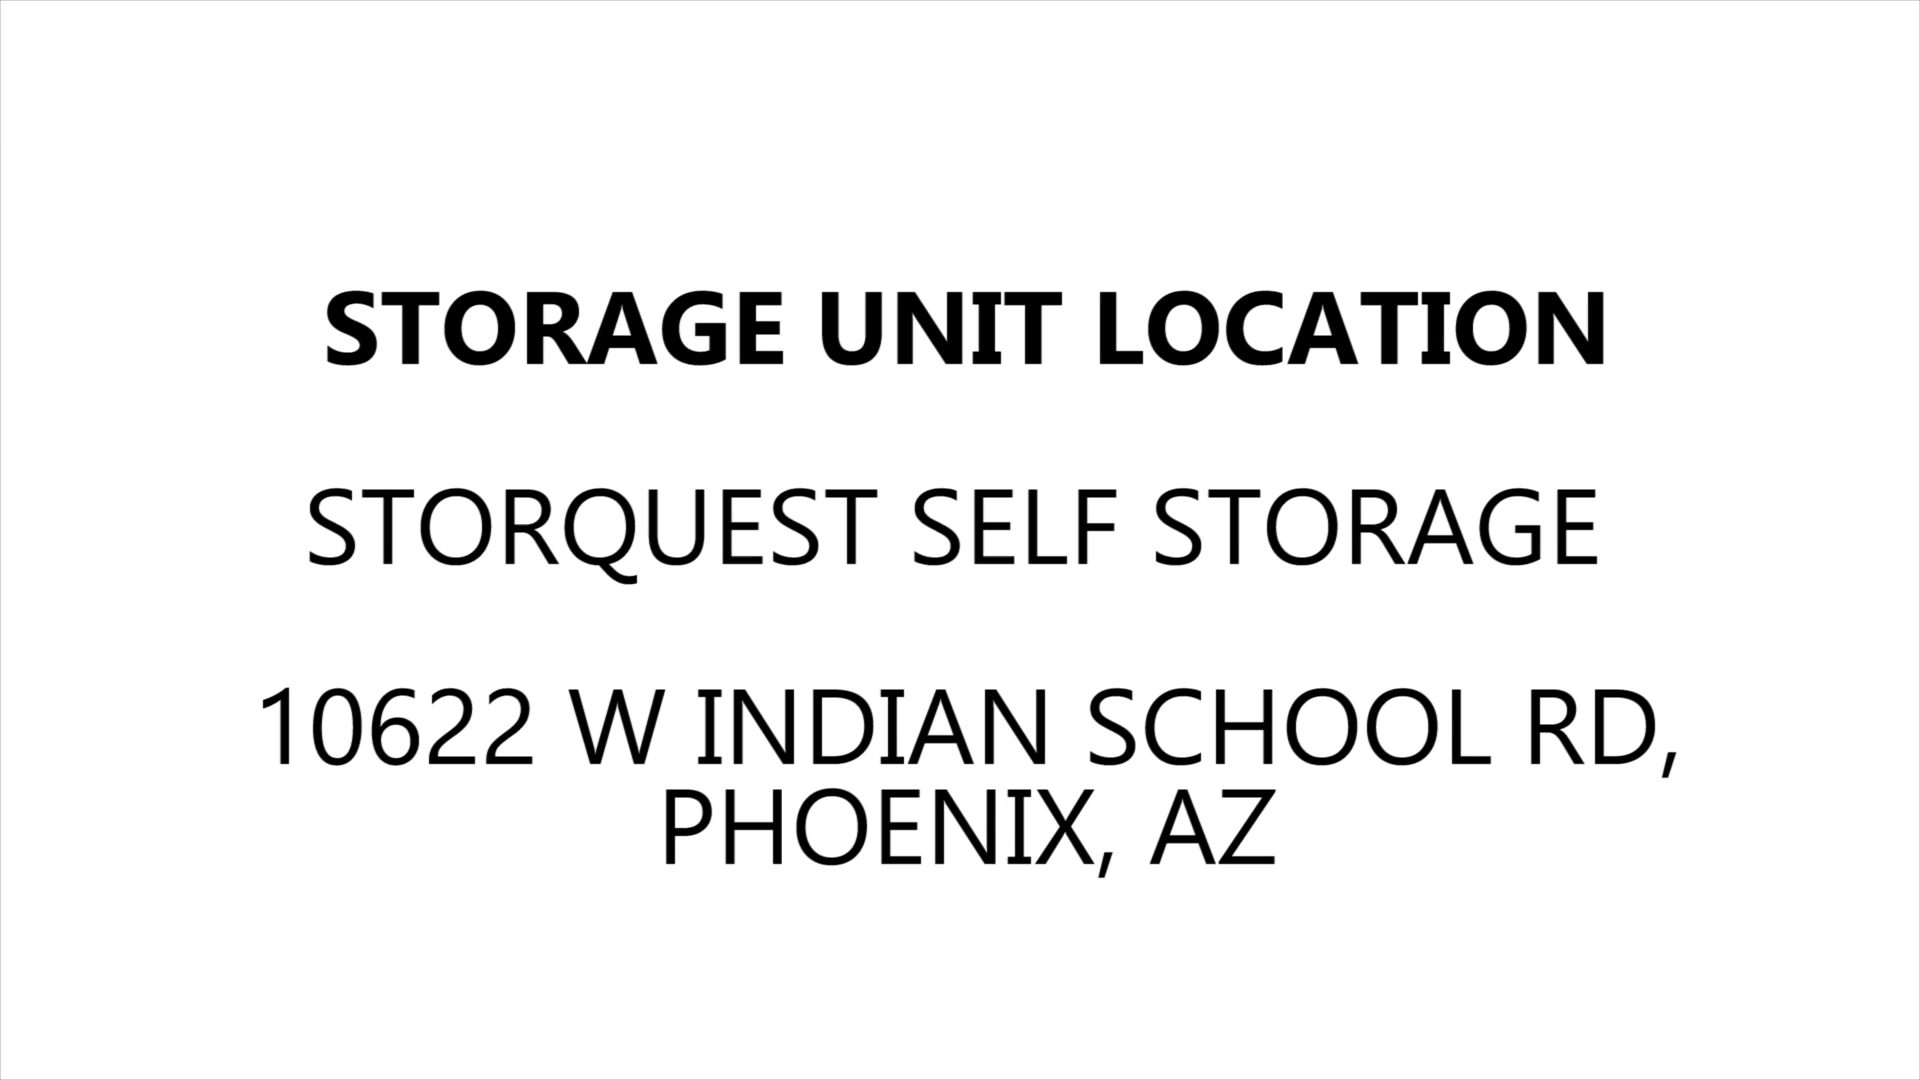 STORAGE UNIT LOCATION
STORQUEST SELF STORAGE
10622 W INDIAN SCHOOL RD,
PHOENIX, AZ